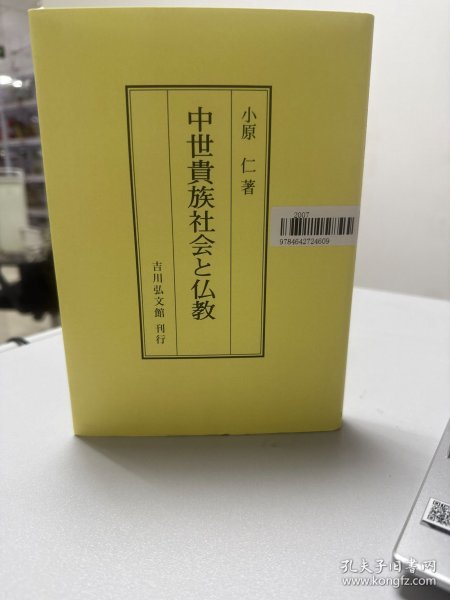 小原 仁 著
中世貴族社会と仏教
吉川弘文館 刊行
2007
9784642724609
孔夫子旧书网
www.kongfz.com